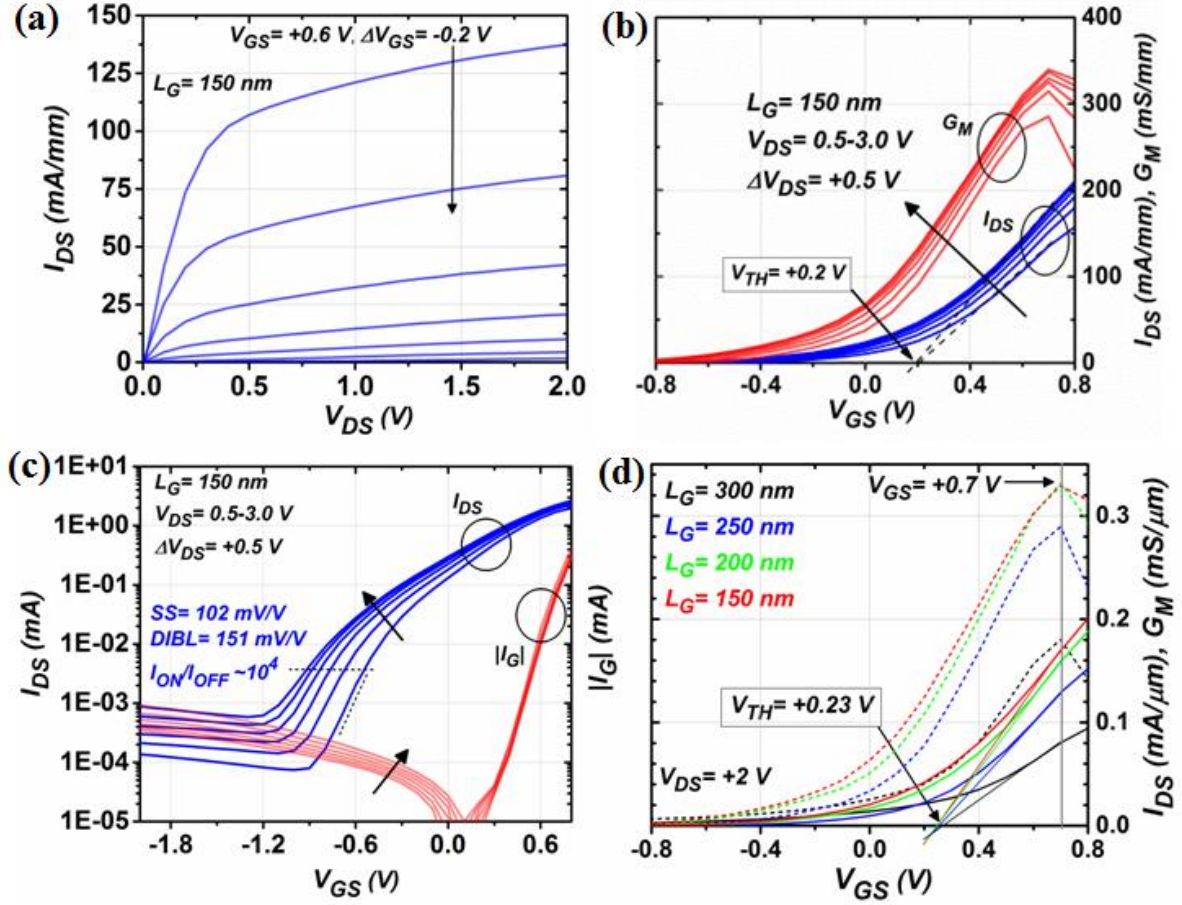 (a)
V_GS= +0.6 V, ΔV_GS= -0.2 V
L_G= 150 nm
I_DS (mA/mm)
150
125
100
75
50
25
0
0.0 0.5 1.0 1.5 2.0
V_DS (V)
(b)
L_G= 150 nm
V_DS= 0.5-3.0 V
ΔV_DS= +0.5 V
G_M
I_DS
V_TH= +0.2 V
400
300
200
100
0
I_DS (mA/mm), G_M (mS/mm)
-0.8 -0.4 0.0 0.4 0.8
V_GS (V)
(c)
1E+01
1E+00
1E-01
1E-02
1E-03
1E-04
1E-05
I_DS (mA)
L_G= 150 nm
V_DS= 0.5-3.0 V
ΔV_DS= +0.5 V
I_DS
SS= 102 mV/V
DIBL= 151 mV/V
I_ON/I_OFF ~10^4
|I_G|
|I_G| (mA)
-1.8 -1.2 -0.6 0.0 0.6
V_GS (V)
(d)
L_G= 300 nm
L_G= 250 nm
L_G= 200 nm
L_G= 150 nm
V_GS= +0.7 V
V_TH= +0.23 V
V_DS= +2 V
0.3
0.2
0.1
0.0
I_DS (mA/μm), G_M (mS/μm)
-0.8 -0.4 0.0 0.4 0.8
V_GS (V)